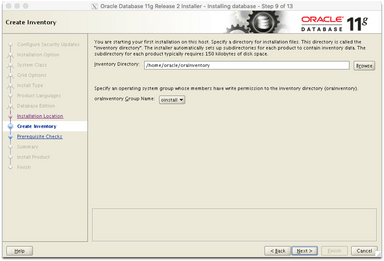 Oracle Database 11g Release 2 Installer - Installing database - Step 9 of 13
Create Inventory
ORACLE
DATABASE 11g
Configure Security Updates
Installation Option
System Class
Grid Options
Install Type
Product Languages
Database Edition
Installation Location
Create Inventory
Prerequisite Checks
Summary
Install Product
Finish
You are starting your first installation on this host. Specify a directory for installation files. This directory is called the
"inventory directory". The installer automatically sets up subdirectories for each product to contain inventory data. The
subdirectory for each product typically requires 150 kilobytes of disk space.
Inventory Directory: /home/oracle/oraInventory
Browse
Specify an operating system group whose members have write permission to the inventory directory (oraInventory).
oraInventory Group Name: oinstall
Help
< Back
Next >
Finish
Cancel